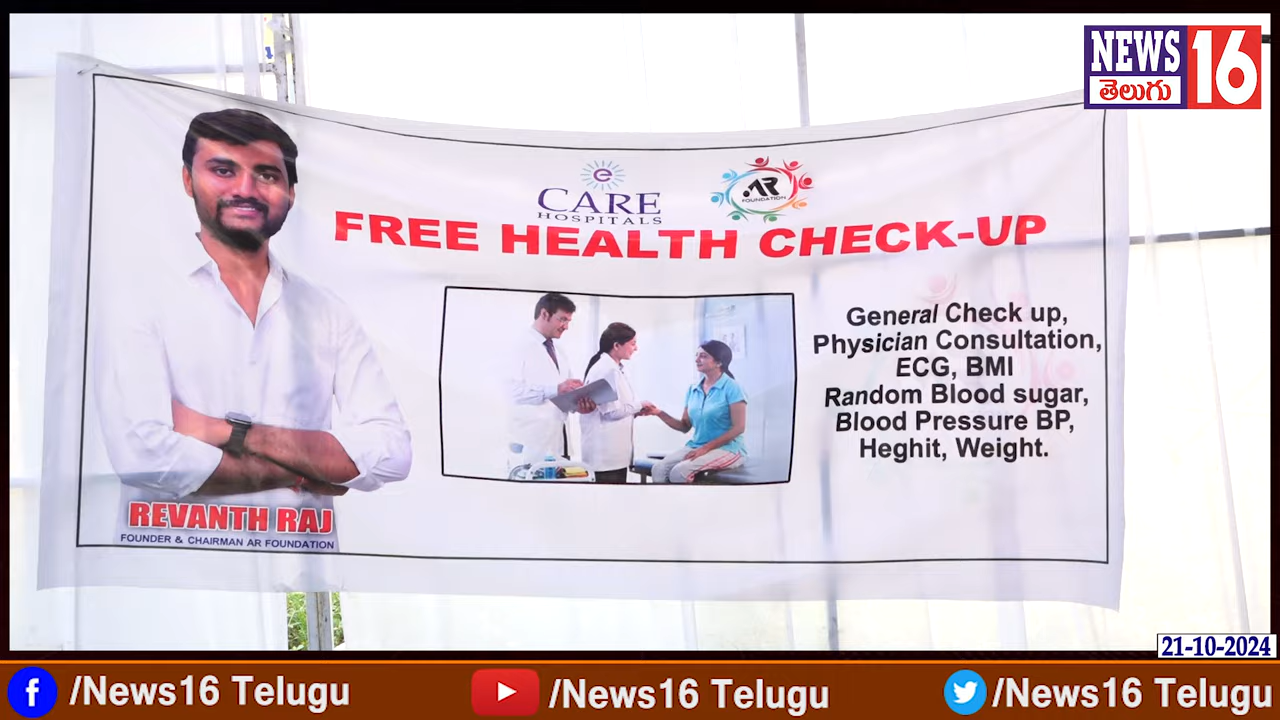 NEWS 16
తెలుగు
e
CARE
HOSPITALS
AR
FOUNDATION
FREE HEALTH CHECK-UP
General Check up,
Physician Consultation,
ECG, BMI
Random Blood sugar,
Blood Pressure BP,
Heghit, Weight.
REVANTH RAJ
FOUNDER & CHAIRMAN AR FOUNDATION
21-10-2024
/News16 Telugu
/News16 Telugu
/News16 Telugu